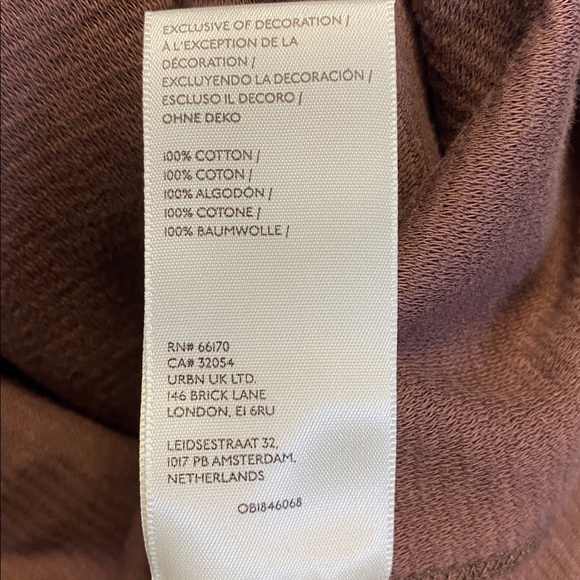 EXCLUSIVE OF DECORATION /
À L'EXCEPTION DE LA
DÉCORATION /
EXCLUYENDO LA DECORACIÓN /
ESCLUSO IL DECORO /
OHNE DEKO
100% COTTON /
100% COTON /
100% ALGODÓN /
100% COTONE /
100% BAUMWOLLE /
RN# 66170
CA# 32054
URBN UK LTD.
146 BRICK LANE
LONDON, E1 6RU
LEIDSESTRAAT 32,
1017 PB AMSTERDAM.
NETHERLANDS
OB1846068